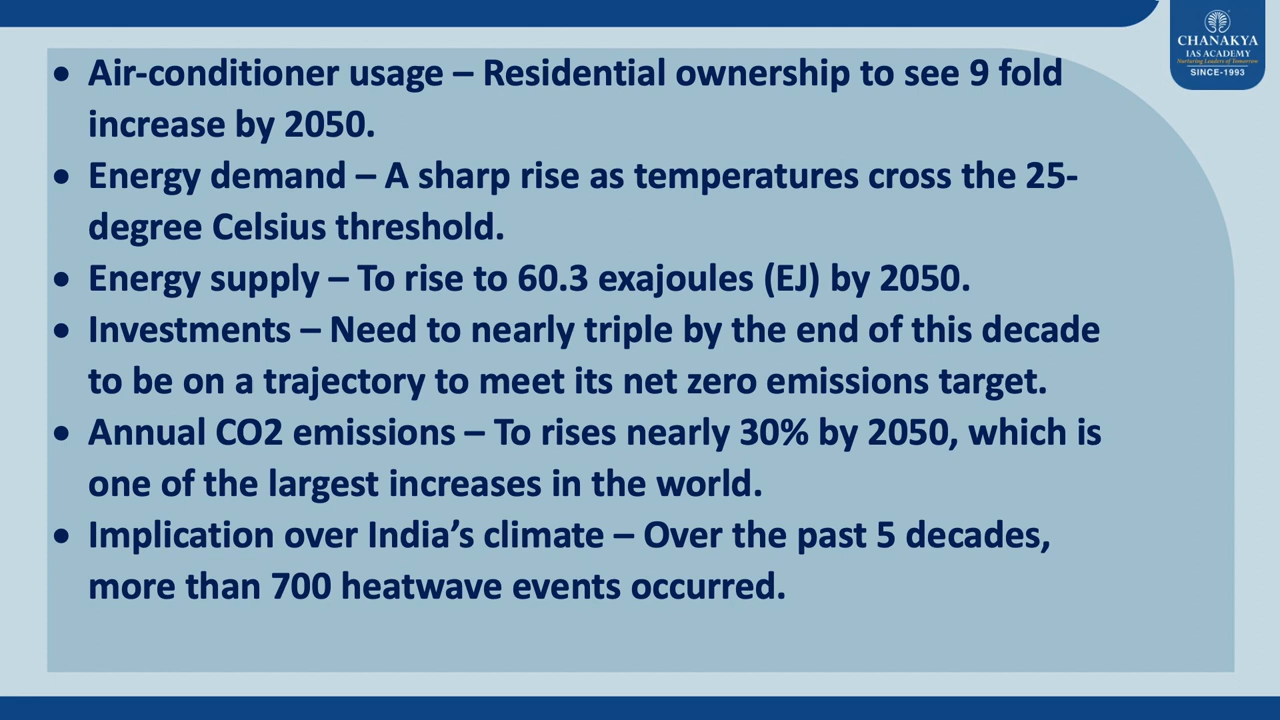 CHANAKYA
IAS ACADEMY
Nurturing Leaders of Tomorrow
SINCE-1993
• Air-conditioner usage – Residential ownership to see 9 fold
increase by 2050.
• Energy demand – A sharp rise as temperatures cross the 25-
degree Celsius threshold.
• Energy supply – To rise to 60.3 exajoules (EJ) by 2050.
• Investments – Need to nearly triple by the end of this decade
to be on a trajectory to meet its net zero emissions target.
• Annual CO2 emissions – To rises nearly 30% by 2050, which is
one of the largest increases in the world.
• Implication over India’s climate – Over the past 5 decades,
more than 700 heatwave events occurred.